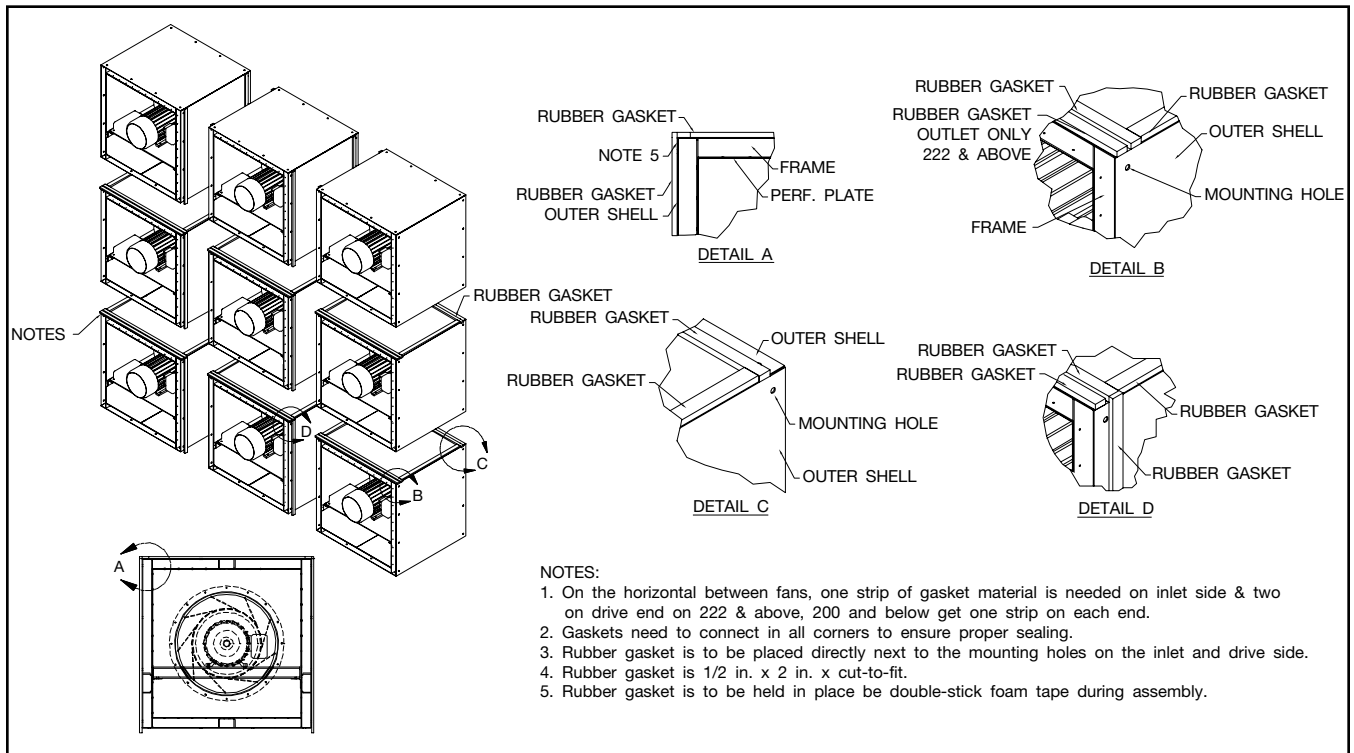 NOTES
RUBBER GASKET
D
C
B
A
RUBBER GASKET
NOTE 5
RUBBER GASKET
OUTER SHELL
FRAME
PERF. PLATE
DETAIL A
RUBBER GASKET
RUBBER GASKET
OUTLET ONLY
222 & ABOVE
FRAME
RUBBER GASKET
OUTER SHELL
MOUNTING HOLE
DETAIL B
RUBBER GASKET
RUBBER GASKET
OUTER SHELL
MOUNTING HOLE
OUTER SHELL
DETAIL C
RUBBER GASKET
RUBBER GASKET
RUBBER GASKET
RUBBER GASKET
DETAIL D
NOTES:
1. On the horizontal between fans, one strip of gasket material is needed on inlet side & two
on drive end on 222 & above, 200 and below get one strip on each end.
2. Gaskets need to connect in all corners to ensure proper sealing.
3. Rubber gasket is to be placed directly next to the mounting holes on the inlet and drive side.
4. Rubber gasket is 1/2 in. x 2 in. x cut-to-fit.
5. Rubber gasket is to be held in place be double-stick foam tape during assembly.